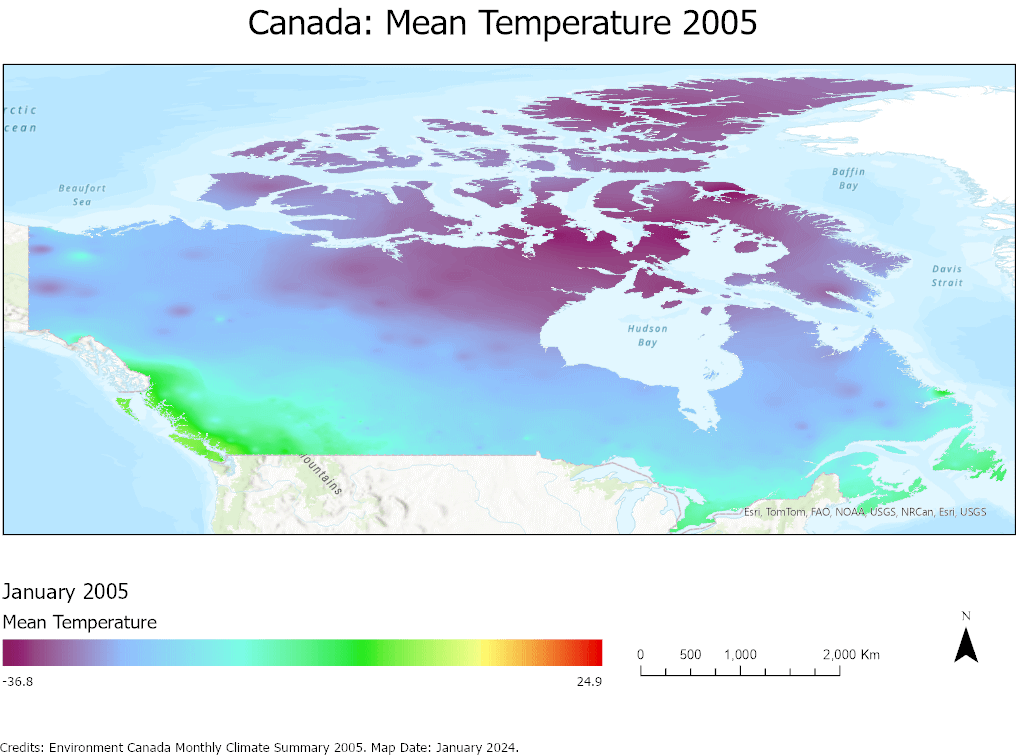 Canada: Mean Temperature 2005
rctic
cean
Beaufort
Sea
Baffin
Bay
Davis
Strait
Hudson
Bay
Mountains
Esri, TomTom, FAO, NOAA, USGS, NRCan, Esri, USGS
January 2005
Mean Temperature
-36.8
24.9
0 500 1,000 2,000 Km
N
Credits: Environment Canada Monthly Climate Summary 2005. Map Date: January 2024.